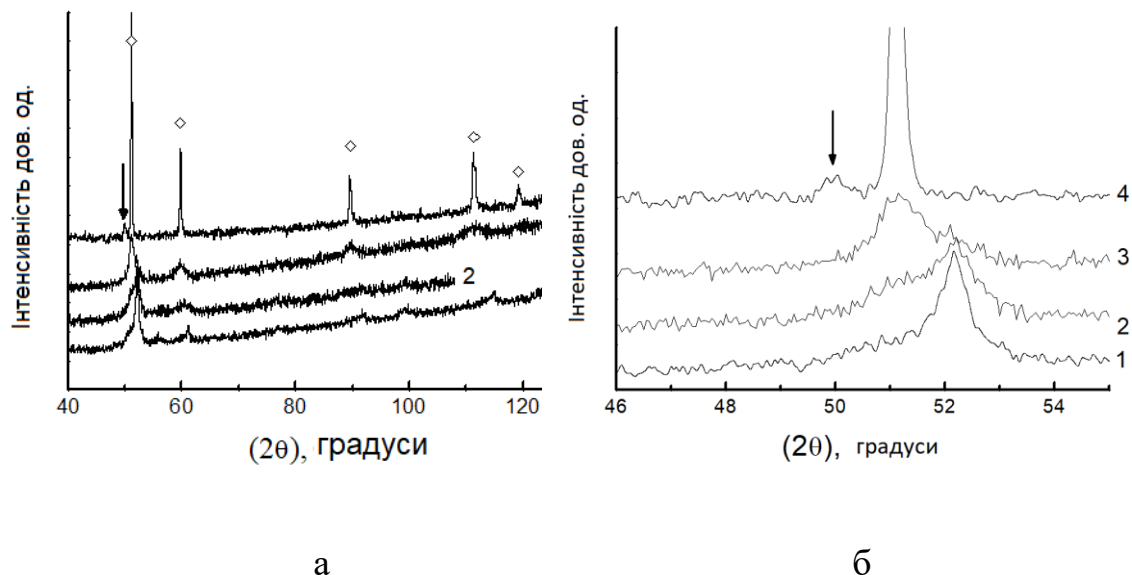 Інтенсивність дов. од.
2
40 60 80 100 120
(2θ), градуси
а
Інтенсивність дов. од.
4
3
2
1
46 48 50 52 54
(2θ), градуси
б